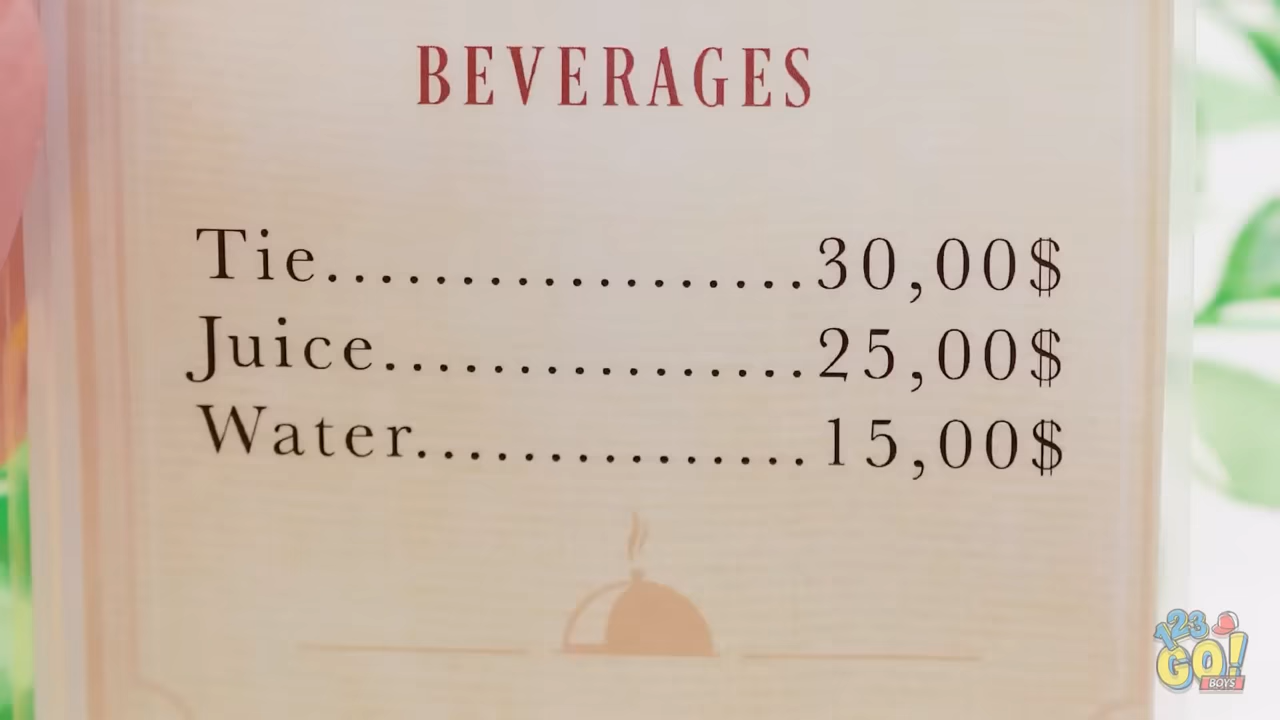 BEVERAGES
Tie..................30,00$
Juice................25,00$
Water...............15,00$
123
GO!
BOYS